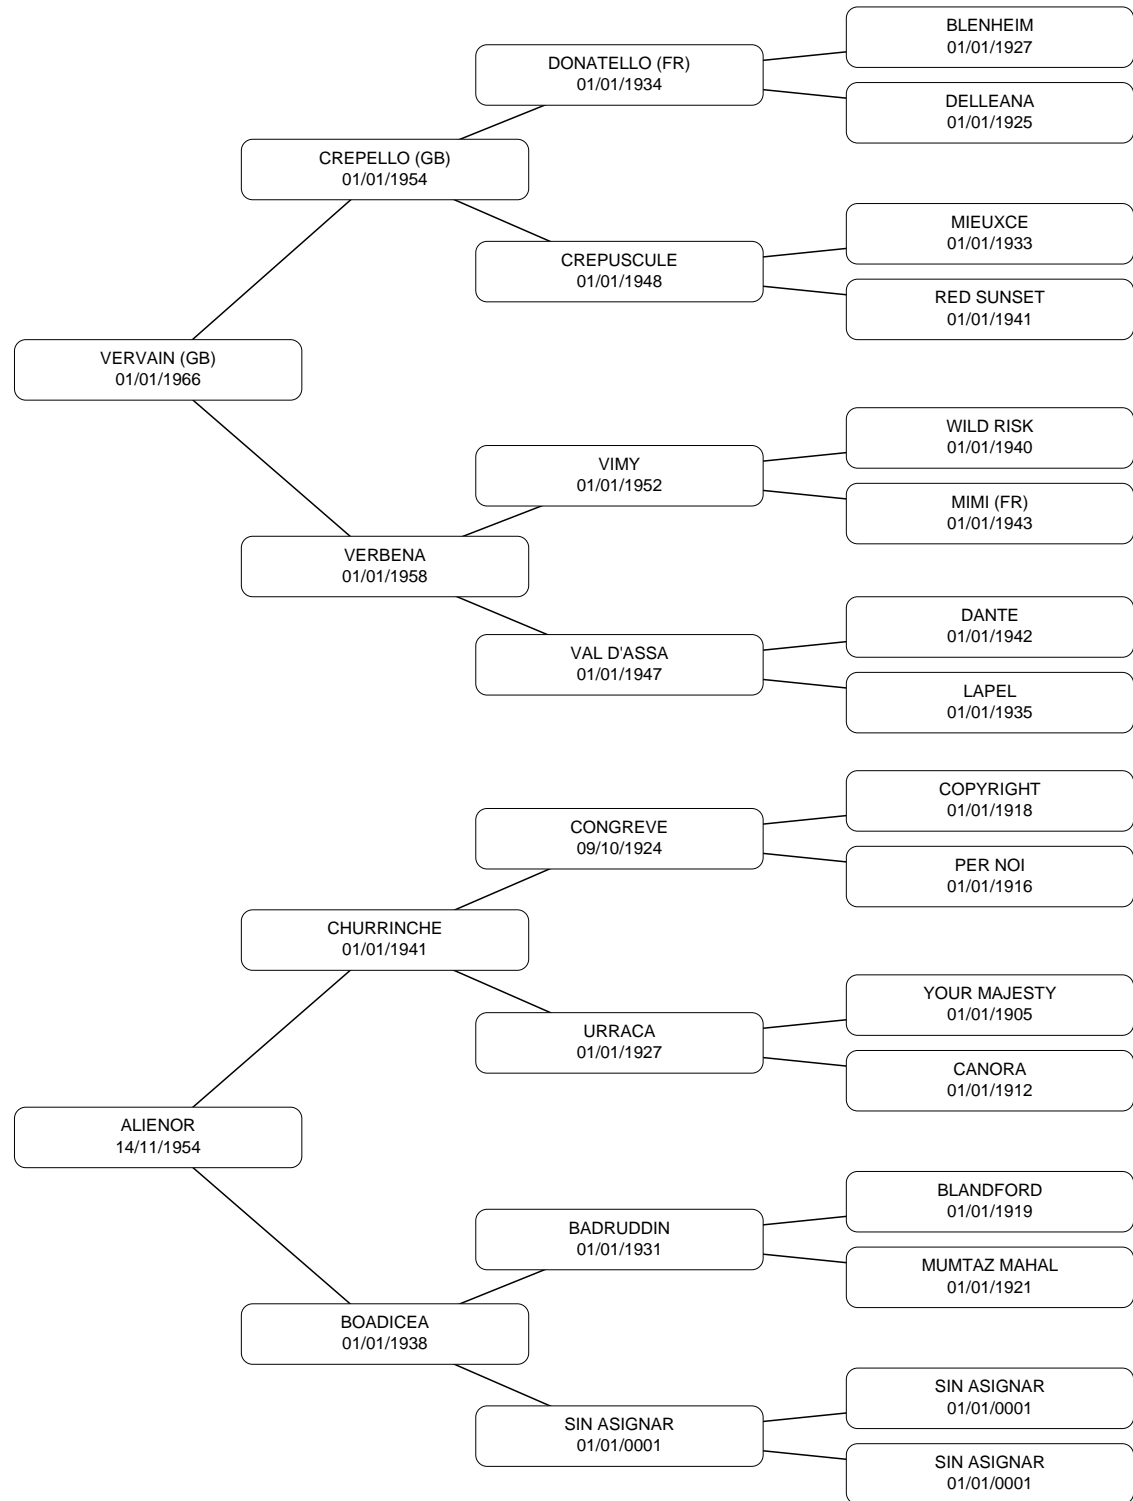 BLENHEIM
01/01/1927
DONATELLO (FR)
01/01/1934
DELLEANA
01/01/1925
CREPELLO (GB)
01/01/1954
MIEUXCE
01/01/1933
CREPUSCULE
01/01/1948
RED SUNSET
01/01/1941
VERVAIN (GB)
01/01/1966
WILD RISK
01/01/1940
VIMY
01/01/1952
MIMI (FR)
01/01/1943
VERBENA
01/01/1958
DANTE
01/01/1942
VAL D'ASSA
01/01/1947
LAPEL
01/01/1935
COPYRIGHT
01/01/1918
CONGREVE
09/10/1924
PER NOI
01/01/1916
CHURRINCHE
01/01/1941
YOUR MAJESTY
01/01/1905
URRACA
01/01/1927
CANORA
01/01/1912
ALIENOR
14/11/1954
BLANDFORD
01/01/1919
BADRUDDIN
01/01/1931
MUMTAZ MAHAL
01/01/1921
BOADICEA
01/01/1938
SIN ASIGNAR
01/01/0001
SIN ASIGNAR
01/01/0001
SIN ASIGNAR
01/01/0001